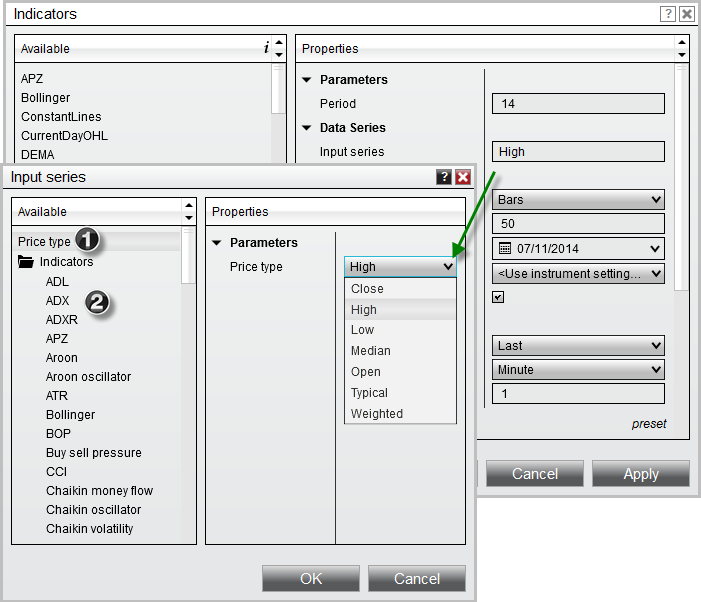 Indicators
?
Available i
Properties
APZ
Bollinger
ConstantLines
CurrentDayOHL
DEMA
Parameters
Period 14
Data Series
Input series High
Bars
50
07/11/2014
<Use instrument setting...
Last
Minute
1
preset
Cancel Apply
Input series
?
Available
Properties
Price type 1
Indicators
ADL
ADX 2
ADXR
APZ
Aroon
Aroon oscillator
ATR
Bollinger
BOP
Buy sell pressure
CCI
Chaikin money flow
Chaikin oscillator
Chaikin volatility
Parameters
Price type High
Close
High
Low
Median
Open
Typical
Weighted
OK Cancel